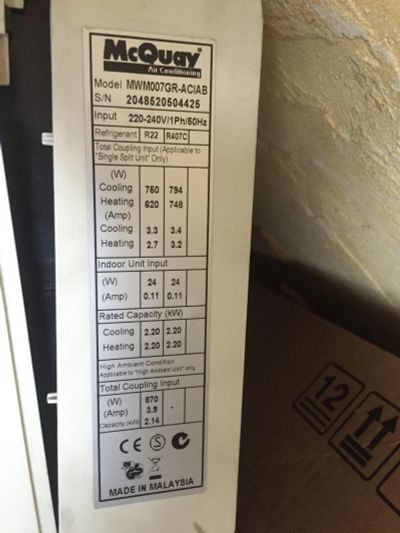 McQuay
Air Conditioning
Model MWM007GR-ACIAB
S/N 2048520504425
Input 220-240V/1Ph/50Hz
Refrigerant R22 R407C
Total Coupling Input (Applicable to
"Single Split Unit" Only)
(W)
Cooling 750 794
Heating 620 748
(Amp)
Cooling 3.3 3.4
Heating 2.7 3.2
Indoor Unit Input
(W) 24 24
(Amp) 0.11 0.11
Rated Capacity (kW)
Cooling 2.20 2.20
Heating 2.20 2.20
High Ambient Condition
Applicable to "High Ambient Unit" only
Total Coupling Input
(W) 870
(Amp) 3.9 -
Capacity (kW) 2.14
CE S
GS
MADE IN MALAYSIA
12